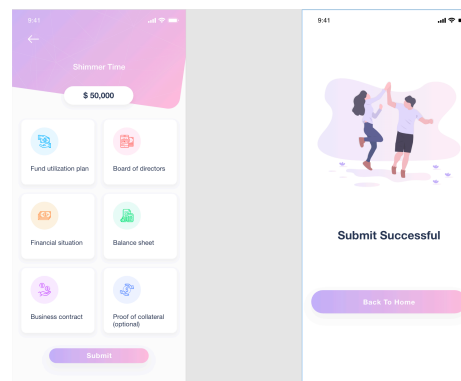 9:41
Shimmer Time
$ 50,000
Fund utilization plan
Board of directors
Financial situation
Balance sheet
Business contract
Proof of collateral
(optional)
Submit
9:41
Submit Successful
Back To Home